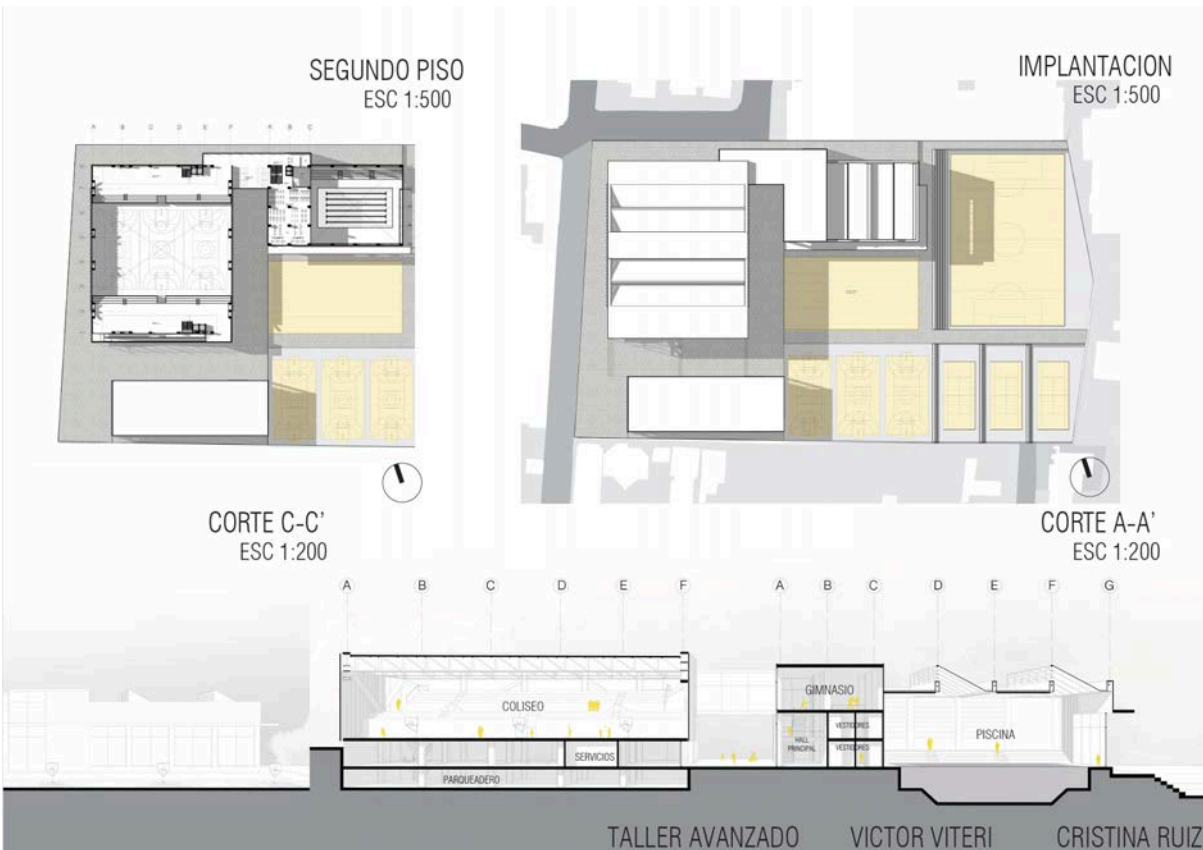 SEGUNDO PISO
ESC 1:500
IMPLANTACION
ESC 1:500
A B C D E F A B C
CORTE C-C’
ESC 1:200
CORTE A-A’
ESC 1:200
A B C D E F A B C D E F G
GIMNASIO
COLISEO
VESTIDORES
PISCINA
HALL
PRINCIPAL
SERVICIOS
VESTIDORES
PARQUEADERO
TALLER AVANZADO VICTOR VITERI CRISTINA RUIZ